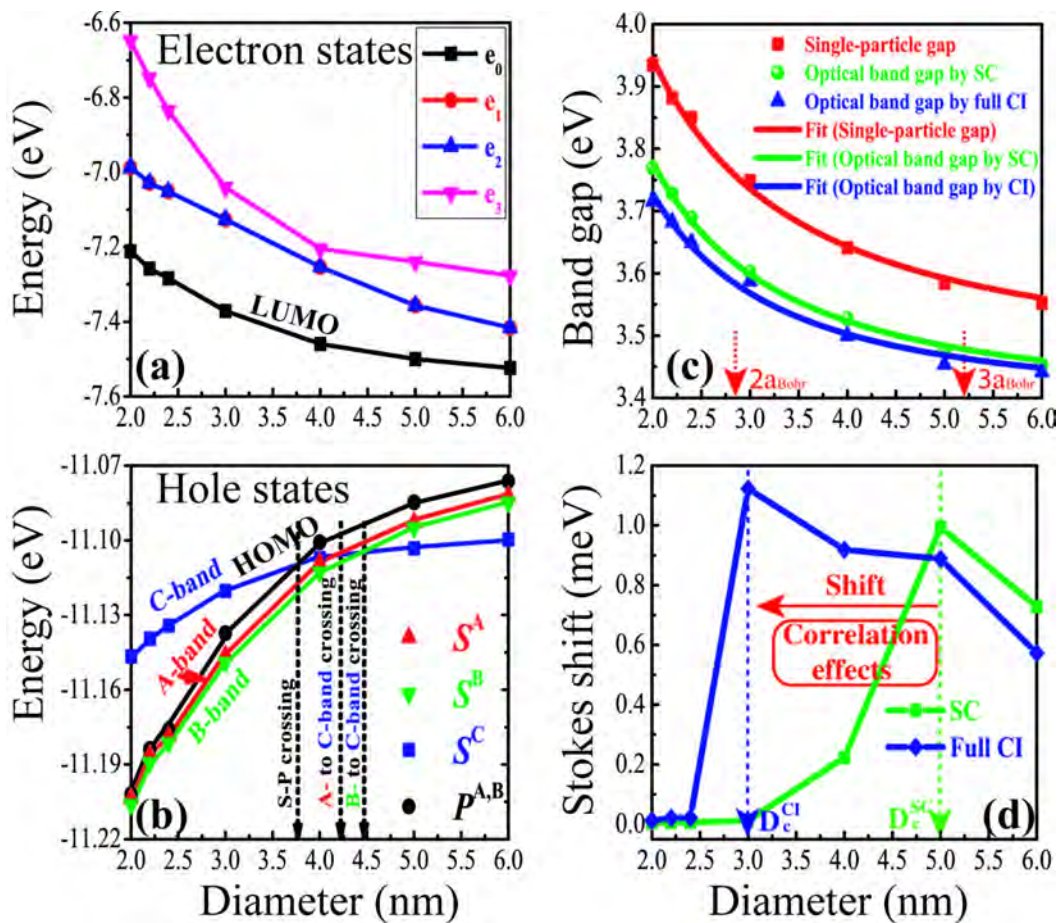 Electron states
e0
e1
e2
e3
LUMO
(a)
Energy (eV)
-6.6
-6.8
-7.0
-7.2
-7.4
-7.6
2.0 2.5 3.0 3.5 4.0 4.5 5.0 5.5 6.0
Single-particle gap
Optical band gap by SC
Optical band gap by full CI
Fit (Single-particle gap)
Fit (Optical band gap by SC)
Fit (Optical band gap by CI)
2aBohr
3aBohr
(c)
Band gap (eV)
4.0
3.9
3.8
3.7
3.6
3.5
3.4
2.0 2.5 3.0 3.5 4.0 4.5 5.0 5.5 6.0
Hole states
C-band
HOMO
A-band
B-band
S-P crossing
A- to C-band crossing
B- to C-band crossing
S^A
S^B
S^C
P^A,B
(b)
Energy (eV)
-11.07
-11.10
-11.13
-11.16
-11.19
-11.22
2.0 2.5 3.0 3.5 4.0 4.5 5.0 5.5 6.0
Diameter (nm)
Shift
Correlation
effects
SC
Full CI
D_c^CI
D_c^SC
(d)
Stokes shift (meV)
1.2
1.0
0.8
0.6
0.4
0.2
0.0
2.0 2.5 3.0 3.5 4.0 4.5 5.0 5.5 6.0
Diameter (nm)